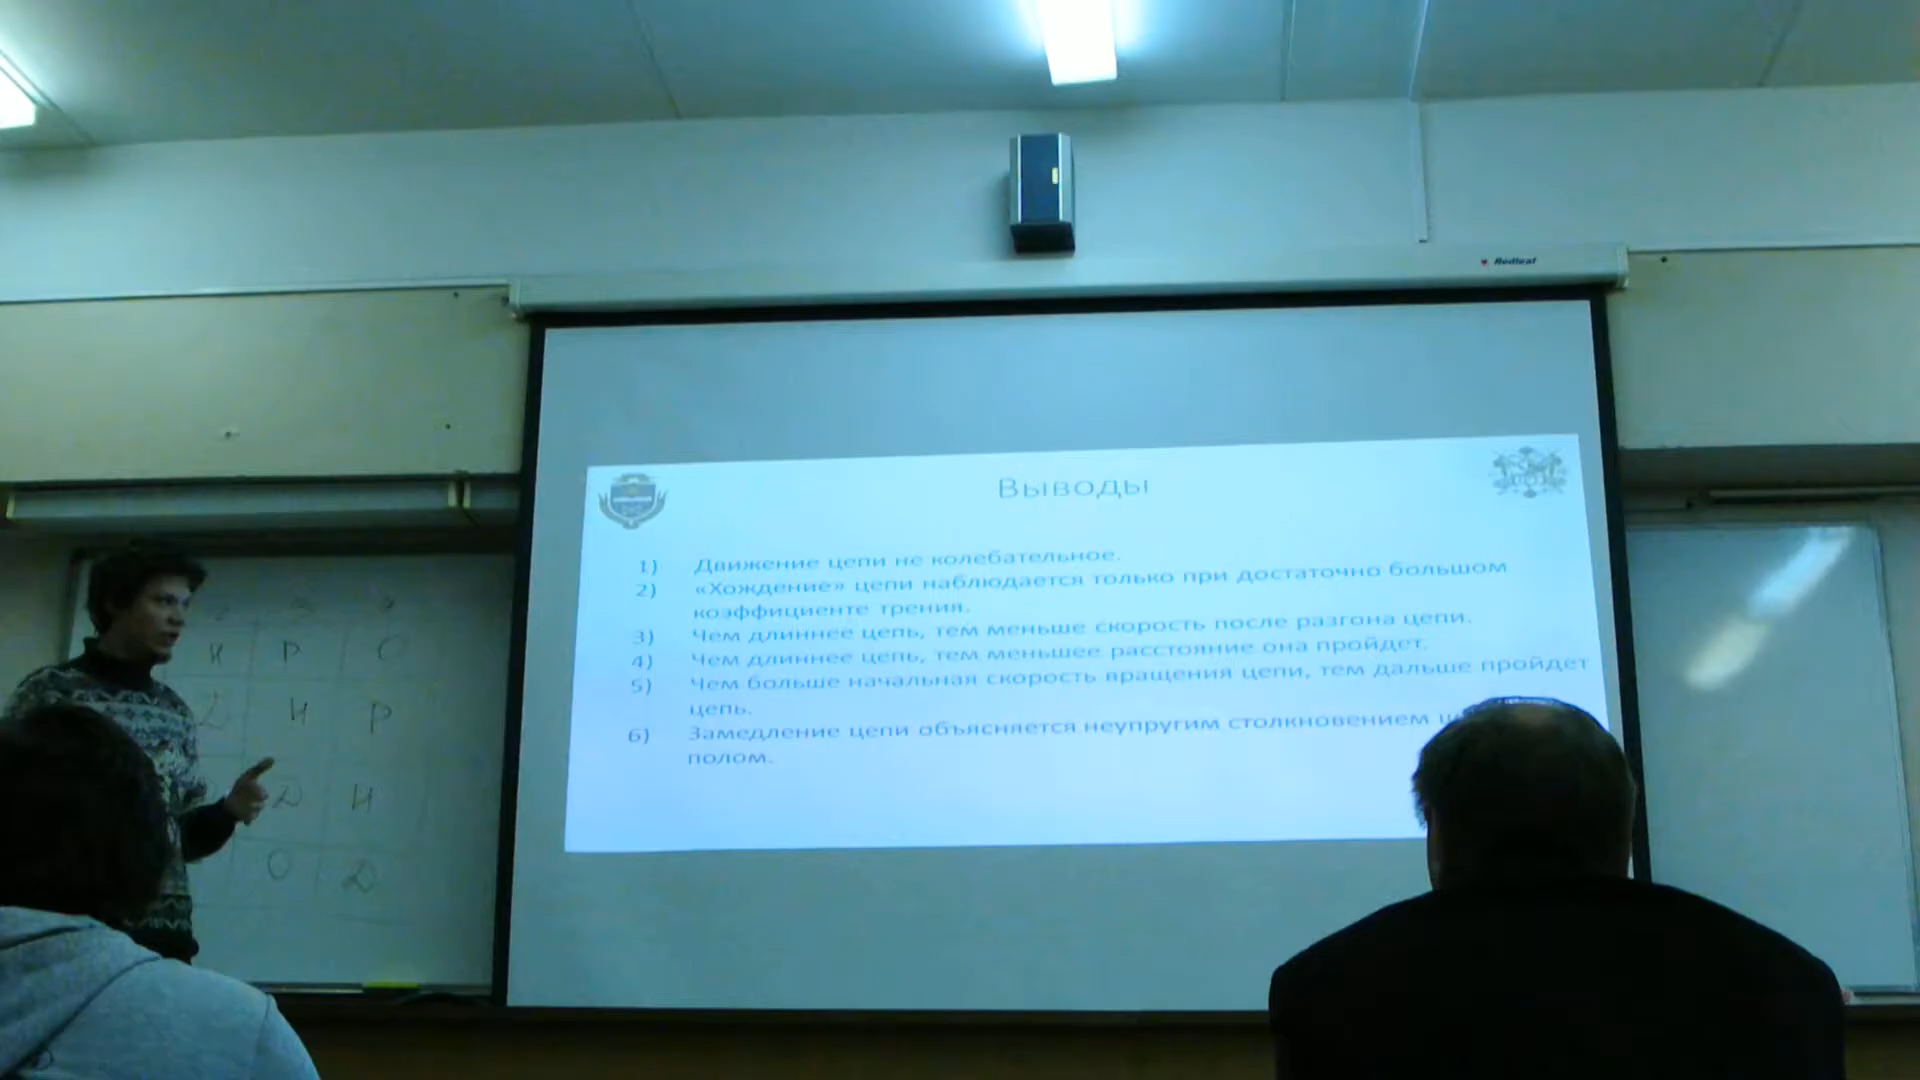 Redleaf
Выводы
1) Движение цепи не колебательное.
2) «Хождение» цепи наблюдается только при достаточно большом
коэффициенте трения.
3) Чем длиннее цепь, тем меньше скорость после разгона цепи.
4) Чем длиннее цепь, тем меньшее расстояние она пройдет.
5) Чем больше начальная скорость вращения цепи, тем дальше пройдет
цепь.
6) Замедление цепи объясняется неупругим столкновением
полом.
И Р О
Д И Р
Д И
О Д